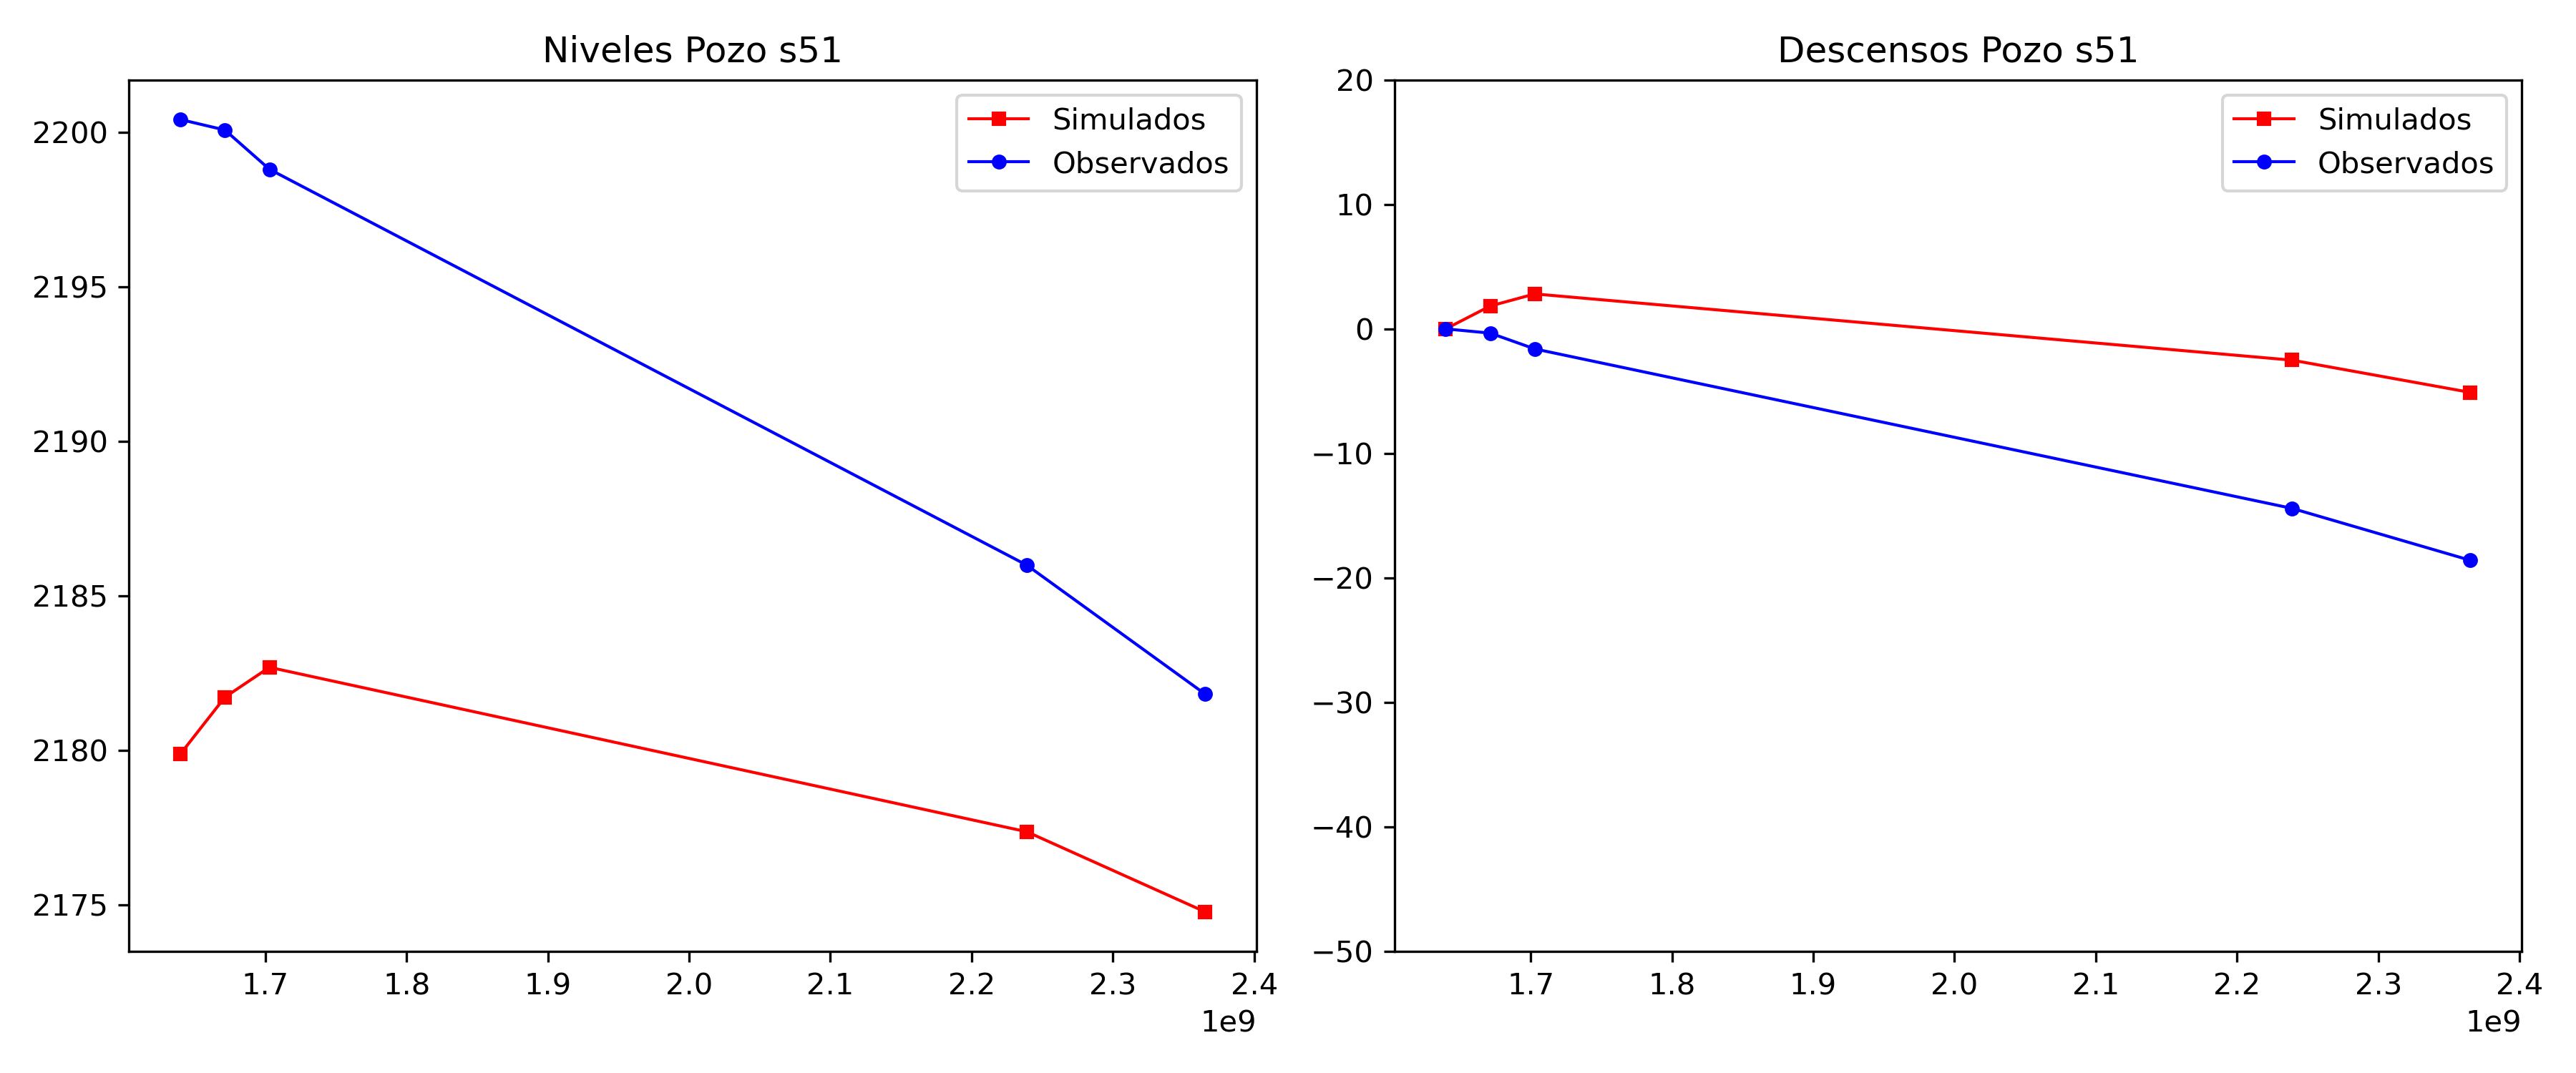 Niveles Pozo s51
2200
2195
2190
2185
2180
2175
1.7 1.8 1.9 2.0 2.1 2.2 2.3 2.4
1e9
Simulados
Observados
Descensos Pozo s51
20
10
0
−10
−20
−30
−40
−50
1.7 1.8 1.9 2.0 2.1 2.2 2.3 2.4
1e9
Simulados
Observados